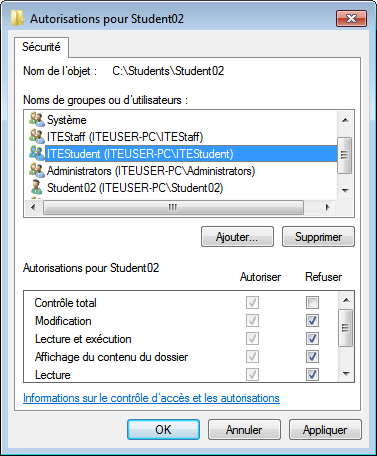 Autorisations pour Student02
Sécurité
Nom de l'objet : C:\Students\Student02
Noms de groupes ou d'utilisateurs :
Système
ITEStaff (ITEUSER-PC\ITEStaff)
ITEStudent (ITEUSER-PC\ITEStudent)
Administrators (ITEUSER-PC\Administrators)
Student02 (ITEUSER-PC\Student02)
Ajouter... Supprimer
Autorisations pour Student02 Autoriser Refuser
Contrôle total
Modification
Lecture et exécution
Affichage du contenu du dossier
Lecture
Informations sur le contrôle d'accès et les autorisations
OK Annuler Appliquer